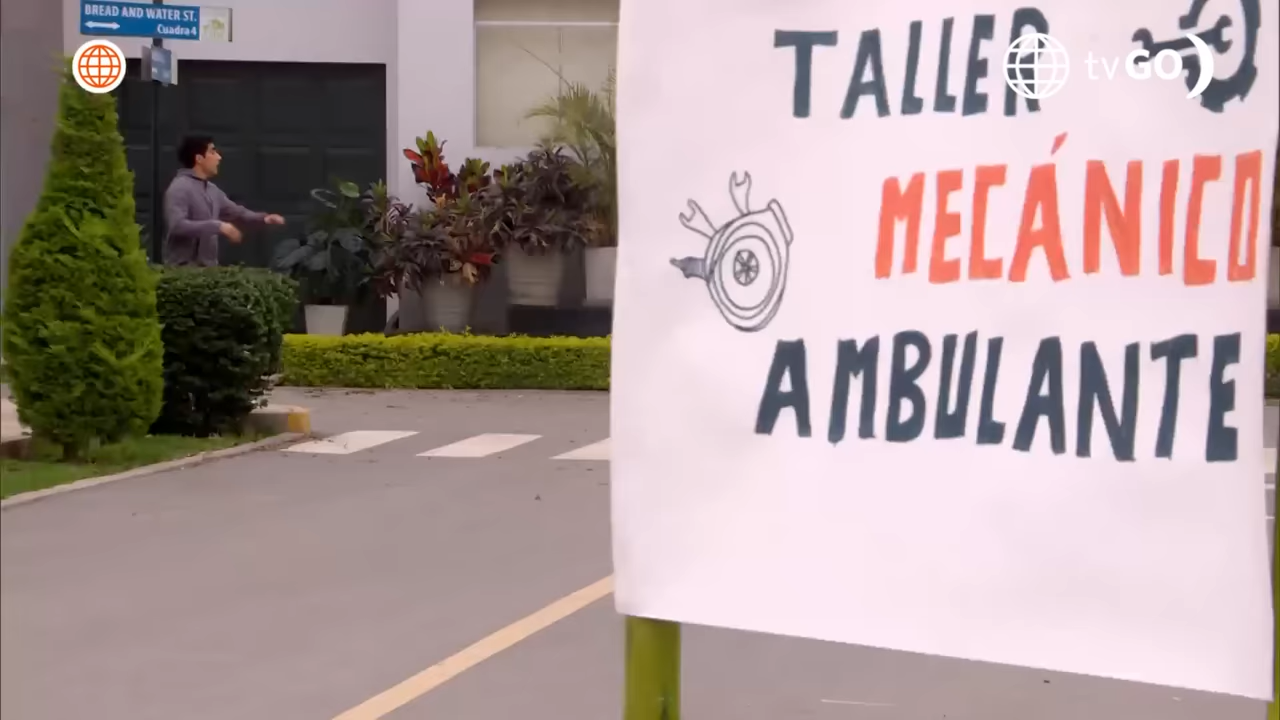 BREAD AND WATER ST.
Cuadra 4
tvGO
TALLER
MECÁNICO
AMBULANTE